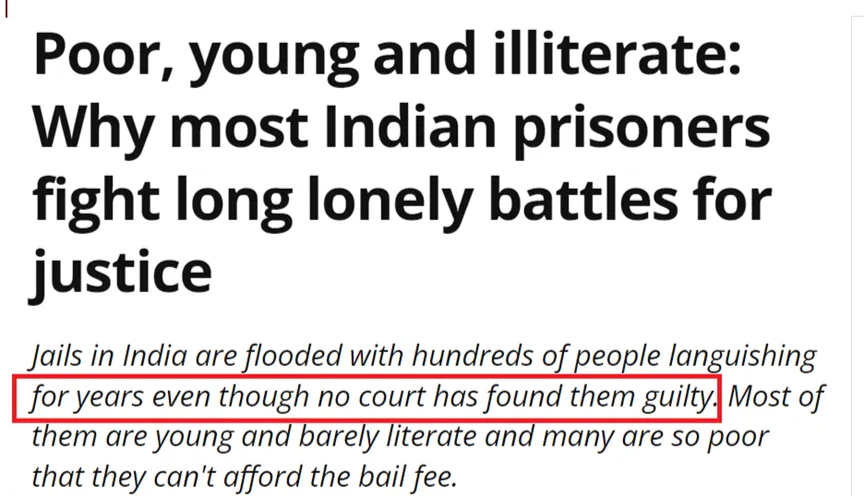 Poor, young and illiterate:
Why most Indian prisoners
fight long lonely battles for
justice
Jails in India are flooded with hundreds of people languishing
for years even though no court has found them guilty. Most of
them are young and barely literate and many are so poor
that they can't afford the bail fee.